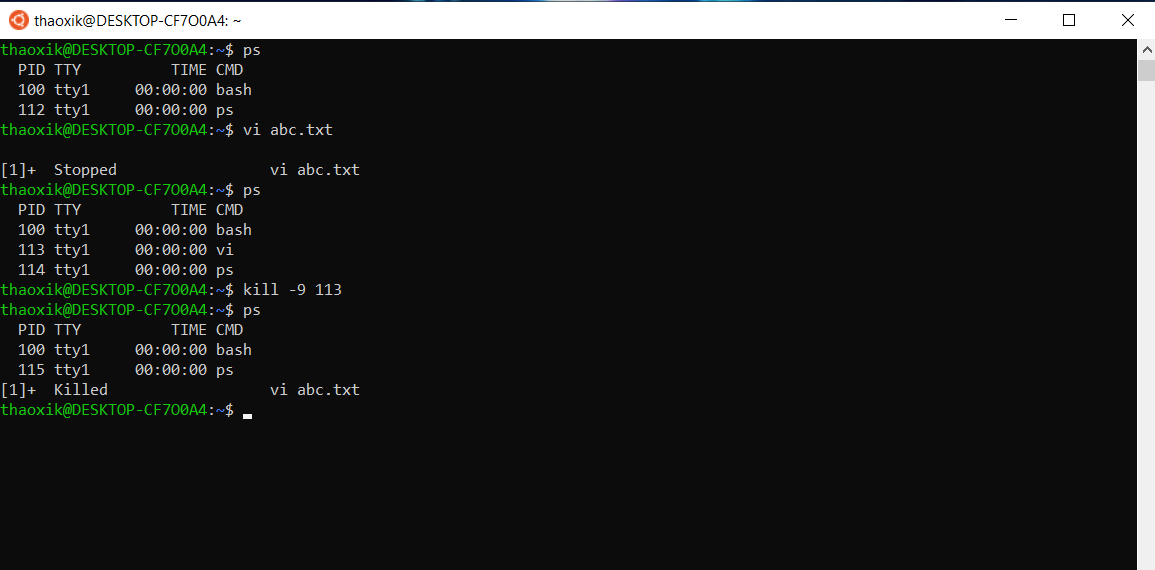 thaoxik@DESKTOP-CF7O0A4: ~
thaoxik@DESKTOP-CF7O0A4:~$ ps
  PID TTY          TIME CMD
  100 tty1     00:00:00 bash
  112 tty1     00:00:00 ps
thaoxik@DESKTOP-CF7O0A4:~$ vi abc.txt

[1]+  Stopped                 vi abc.txt
thaoxik@DESKTOP-CF7O0A4:~$ ps
  PID TTY          TIME CMD
  100 tty1     00:00:00 bash
  113 tty1     00:00:00 vi
  114 tty1     00:00:00 ps
thaoxik@DESKTOP-CF7O0A4:~$ kill -9 113
thaoxik@DESKTOP-CF7O0A4:~$ ps
  PID TTY          TIME CMD
  100 tty1     00:00:00 bash
  115 tty1     00:00:00 ps
[1]+  Killed                  vi abc.txt
thaoxik@DESKTOP-CF7O0A4:~$